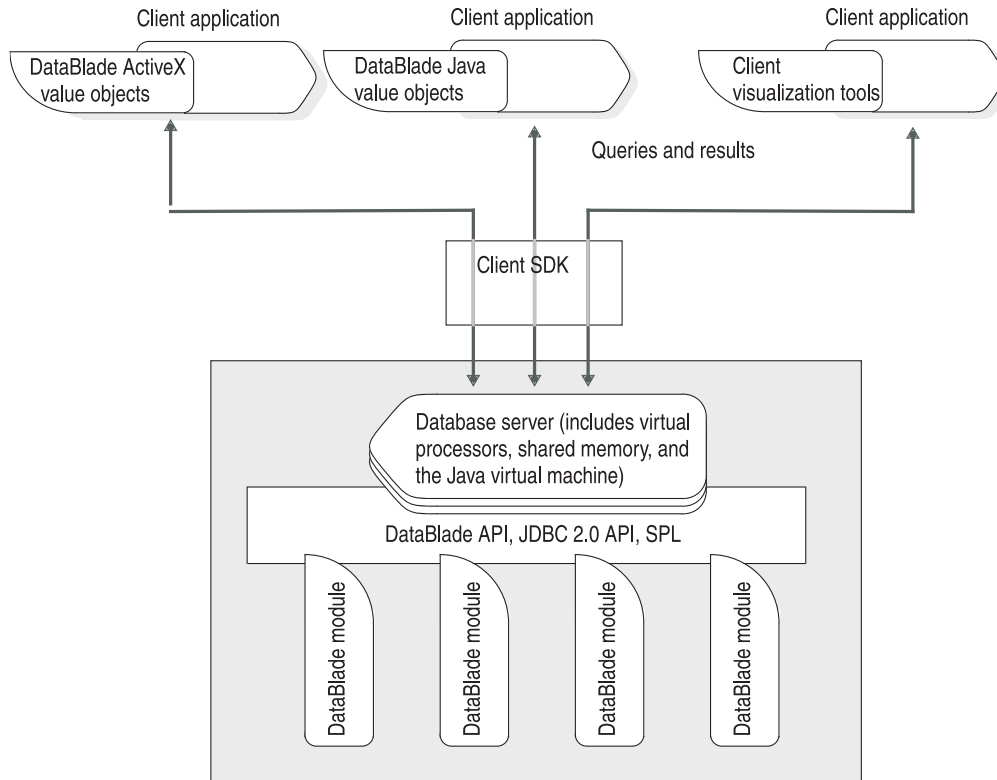 Client application
Client application
Client application
DataBlade ActiveX
value objects
DataBlade Java
value objects
Client
visualization tools
Queries and results
Client SDK
Database server (includes virtual
processors, shared memory, and
the Java virtual machine)
DataBlade API, JDBC 2.0 API, SPL
DataBlade module
DataBlade module
DataBlade module
DataBlade module